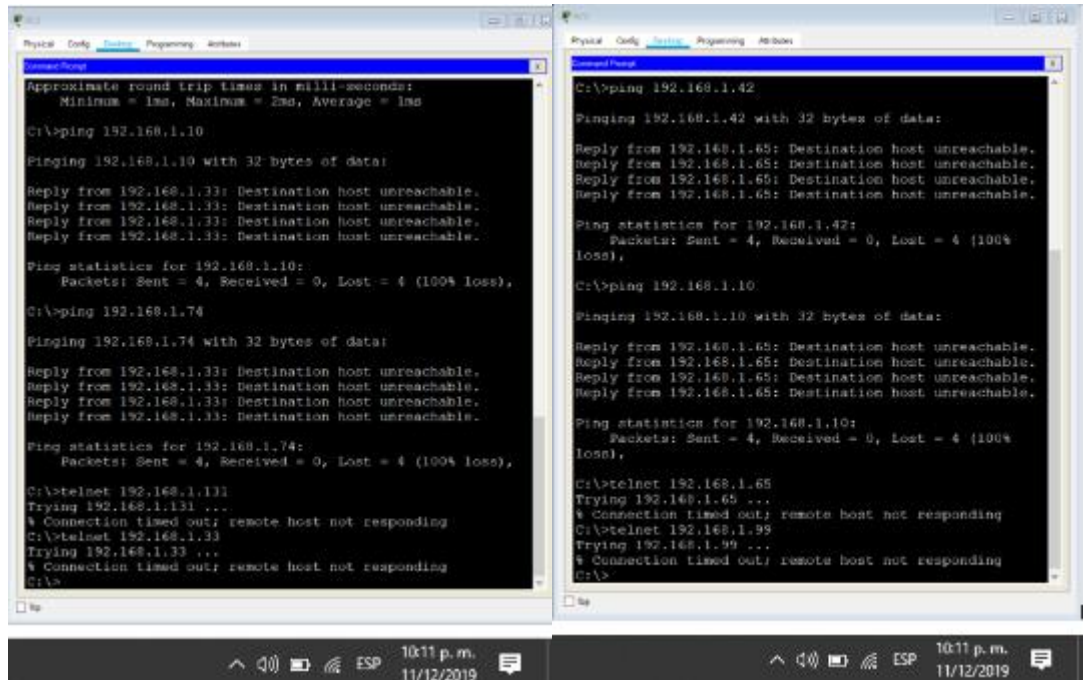 Physical Config Desktop Programming Attributes
Command Prompt X
Approximate round trip times in milli-seconds:
Minimum = 1ms, Maximum = 2ms, Average = 1ms
C:\>ping 192.168.1.10
Pinging 192.168.1.10 with 32 bytes of data:
Reply from 192.168.1.33: Destination host unreachable.
Reply from 192.168.1.33: Destination host unreachable.
Reply from 192.168.1.33: Destination host unreachable.
Reply from 192.168.1.33: Destination host unreachable.
Ping statistics for 192.168.1.10:
Packets: Sent = 4, Received = 0, Lost = 4 (100% loss),
C:\>ping 192.168.1.74
Pinging 192.168.1.74 with 32 bytes of data:
Reply from 192.168.1.33: Destination host unreachable.
Reply from 192.168.1.33: Destination host unreachable.
Reply from 192.168.1.33: Destination host unreachable.
Reply from 192.168.1.33: Destination host unreachable.
Ping statistics for 192.168.1.74:
Packets: Sent = 4, Received = 0, Lost = 4 (100% loss),
C:\>telnet 192.168.1.131
Trying 192.168.1.131 ...
% Connection timed out; remote host not responding
C:\>telnet 192.168.1.33
Trying 192.168.1.33 ...
% Connection timed out; remote host not responding
C:\>
Top
ESP
10:11 p. m.
11/12/2019
Physical Config Desktop Programming Attributes
Command Prompt X
C:\>ping 192.168.1.42
Pinging 192.168.1.42 with 32 bytes of data:
Reply from 192.168.1.65: Destination host unreachable.
Reply from 192.168.1.65: Destination host unreachable.
Reply from 192.168.1.65: Destination host unreachable.
Reply from 192.168.1.65: Destination host unreachable.
Ping statistics for 192.168.1.42:
Packets: Sent = 4, Received = 0, Lost = 4 (100%
loss),
C:\>ping 192.168.1.10
Pinging 192.168.1.10 with 32 bytes of data:
Reply from 192.168.1.65: Destination host unreachable.
Reply from 192.168.1.65: Destination host unreachable.
Reply from 192.168.1.65: Destination host unreachable.
Reply from 192.168.1.65: Destination host unreachable.
Ping statistics for 192.168.1.10:
Packets: Sent = 4, Received = 0, Lost = 4 (100%
loss),
C:\>telnet 192.168.1.65
Trying 192.168.1.65 ...
% Connection timed out; remote host not responding
C:\>telnet 192.168.1.99
Trying 192.168.1.99 ...
% Connection timed out; remote host not responding
C:\>
Top
ESP
10:11 p. m.
11/12/2019